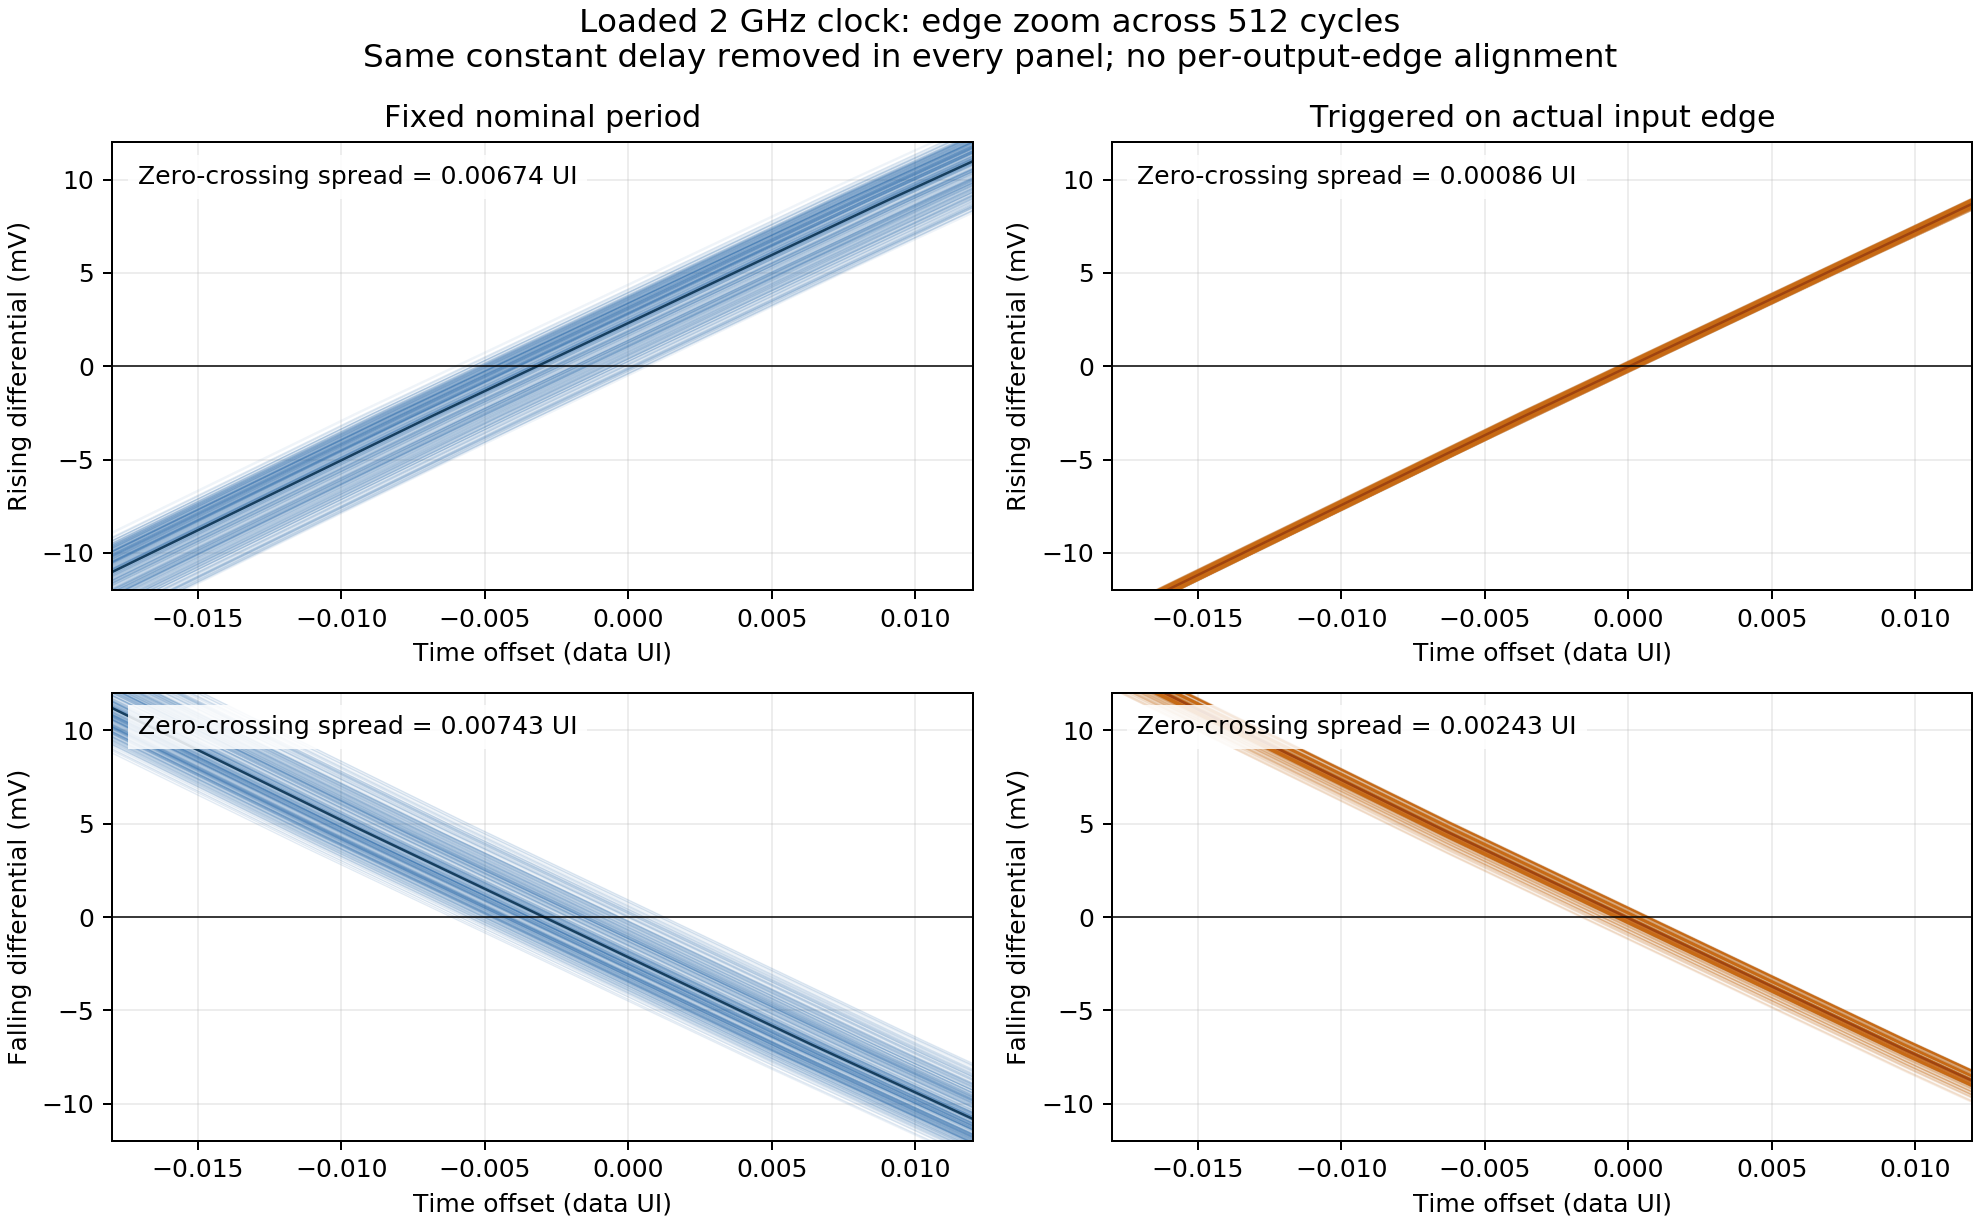 Loaded 2 GHz clock: edge zoom across 512 cycles
Same constant delay removed in every panel; no per-output-edge alignment
Fixed nominal period
Zero-crossing spread = 0.00674 UI
Rising differential (mV)
10
5
0
−5
−10
−0.015 −0.010 −0.005 0.000 0.005 0.010
Time offset (data UI)
Triggered on actual input edge
Zero-crossing spread = 0.00086 UI
Rising differential (mV)
10
5
0
−5
−10
−0.015 −0.010 −0.005 0.000 0.005 0.010
Time offset (data UI)
Zero-crossing spread = 0.00743 UI
Falling differential (mV)
10
5
0
−5
−10
−0.015 −0.010 −0.005 0.000 0.005 0.010
Time offset (data UI)
Zero-crossing spread = 0.00243 UI
Falling differential (mV)
10
5
0
−5
−10
−0.015 −0.010 −0.005 0.000 0.005 0.010
Time offset (data UI)